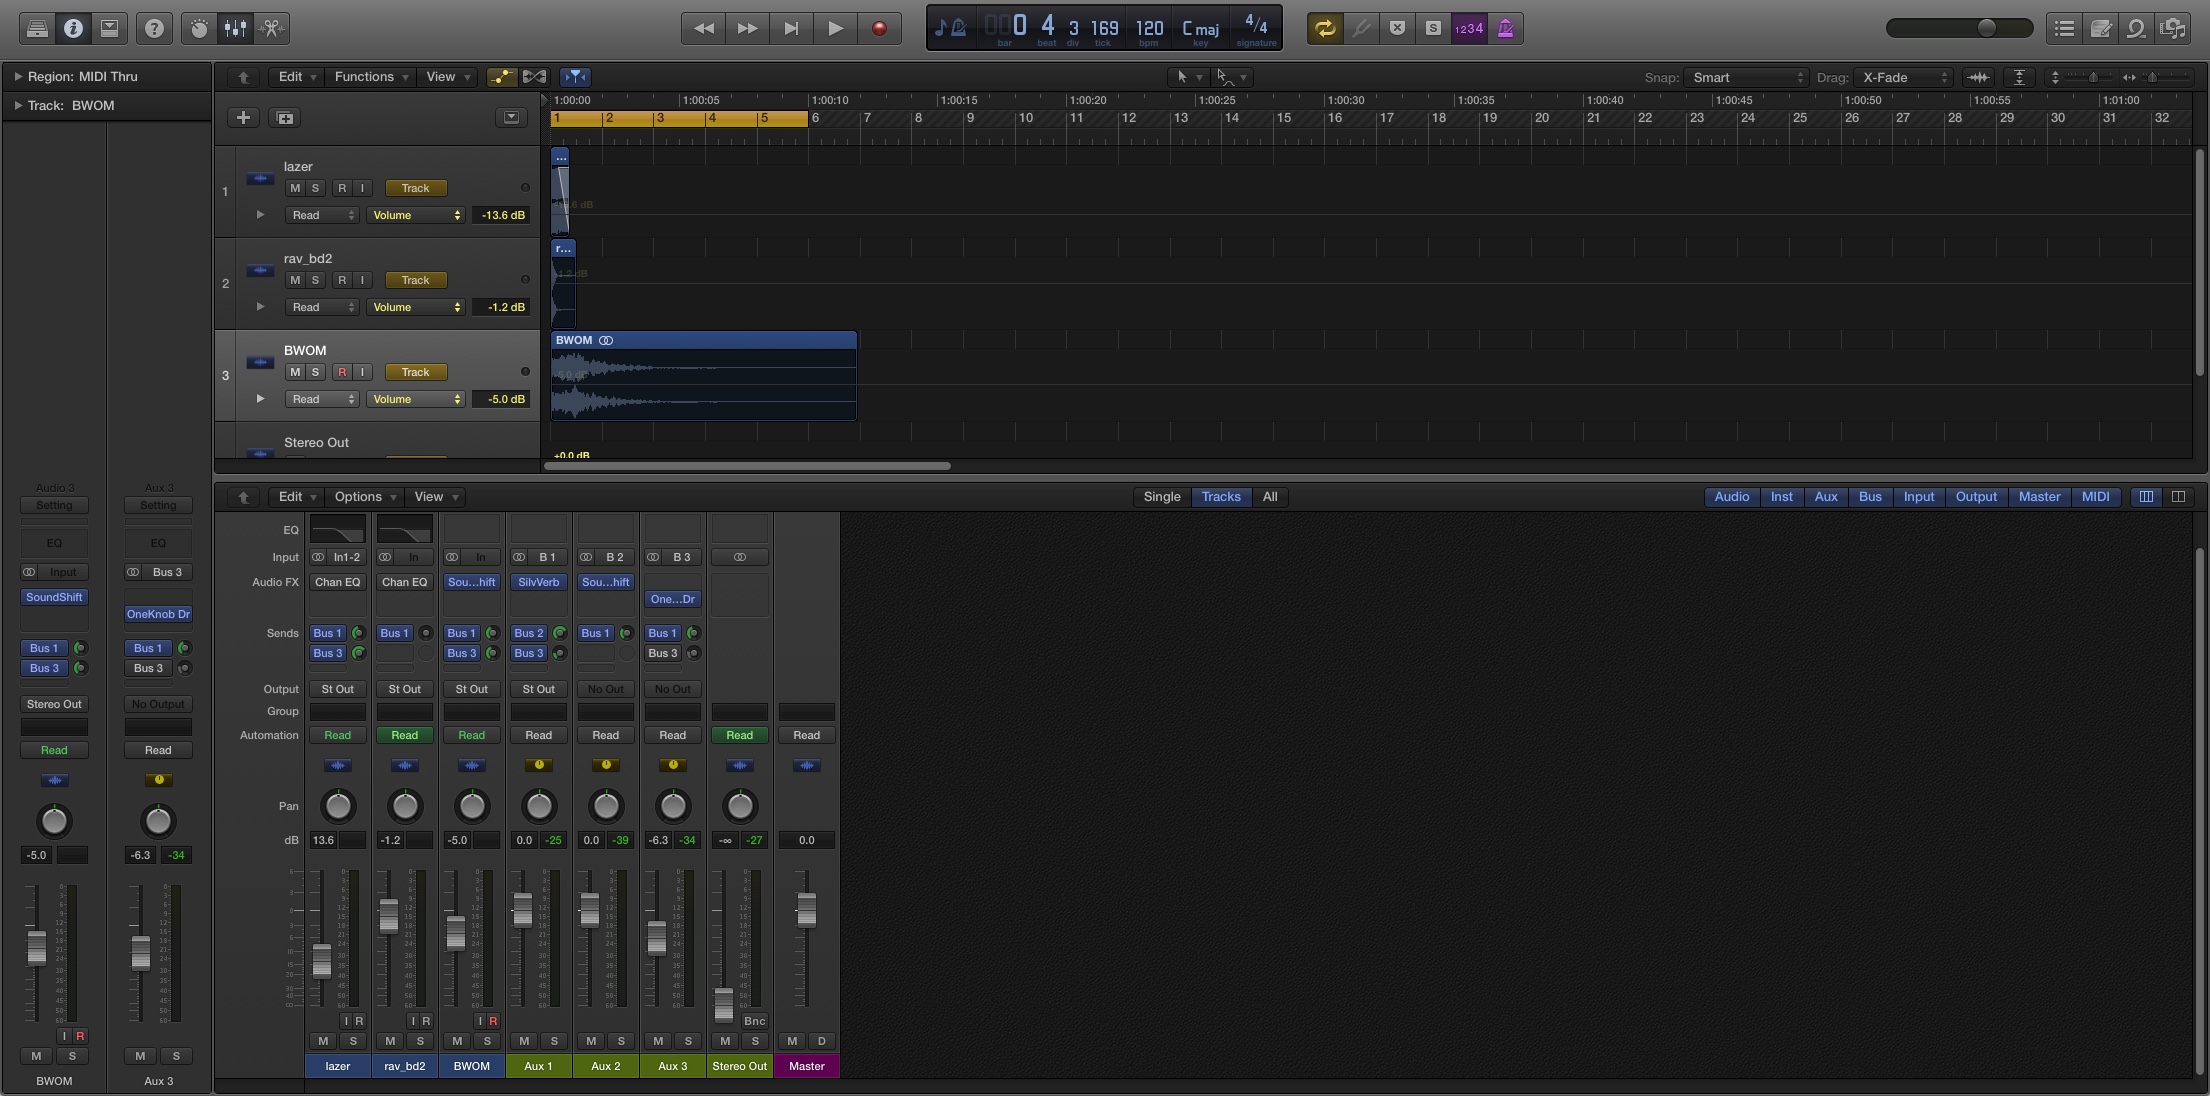 0 4 3 169 120 C maj 4/4
bar beat div tick bpm key signature
S 1234
Region: MIDI Thru
Track: BWOM
Edit Functions View Snap: Smart Drag: X-Fade
1:00:00 1:00:05 1:00:10 1:00:15 1:00:20 1:00:25 1:00:30 1:00:35 1:00:40 1:00:45 1:00:50 1:00:55 1:01:00
1 2 3 4 5 6 7 8 9 10 11 12 13 14 15 16 17 18 19 20 21 22 23 24 25 26 27 28 29 30 31 32
1 lazer ...
M S R I Track
Read Volume -13.6 dB
2 rav_bd2 r...
M S R I Track
Read Volume -1.2 dB
3 BWOM BWOM
M S R I Track
Read Volume -5.0 dB
Stereo Out
+0.0 dB
Edit Options View Single Tracks All Audio Inst Aux Bus Input Output Master MIDI
Audio 3 Aux 3
Setting Setting
EQ EQ
Input Bus 3
SoundShift
OneKnob Dr
Bus 1 Bus 1
Bus 3 Bus 3
Stereo Out No Output
Read Read
-5.0 -6.3 -34
I R
M S M S
BWOM Aux 3
EQ
Input In1-2 In In B 1 B 2 B 3
Audio FX Chan EQ Chan EQ Sou...hift SilvVerb Sou...hift
One...Dr
Sends Bus 1 Bus 1 Bus 1 Bus 2 Bus 1 Bus 1
Bus 3 Bus 3 Bus 3 Bus 3
Output St Out St Out St Out St Out No Out No Out
Group
Automation Read Read Read Read Read Read Read Read
Pan
dB 13.6 -1.2 -5.0 0.0 -25 0.0 -39 -6.3 -34 -∞ -27 0.0
I R I R I R Bnc
M S M S M S M S M S M S M S M D
lazer rav_bd2 BWOM Aux 1 Aux 2 Aux 3 Stereo Out Master